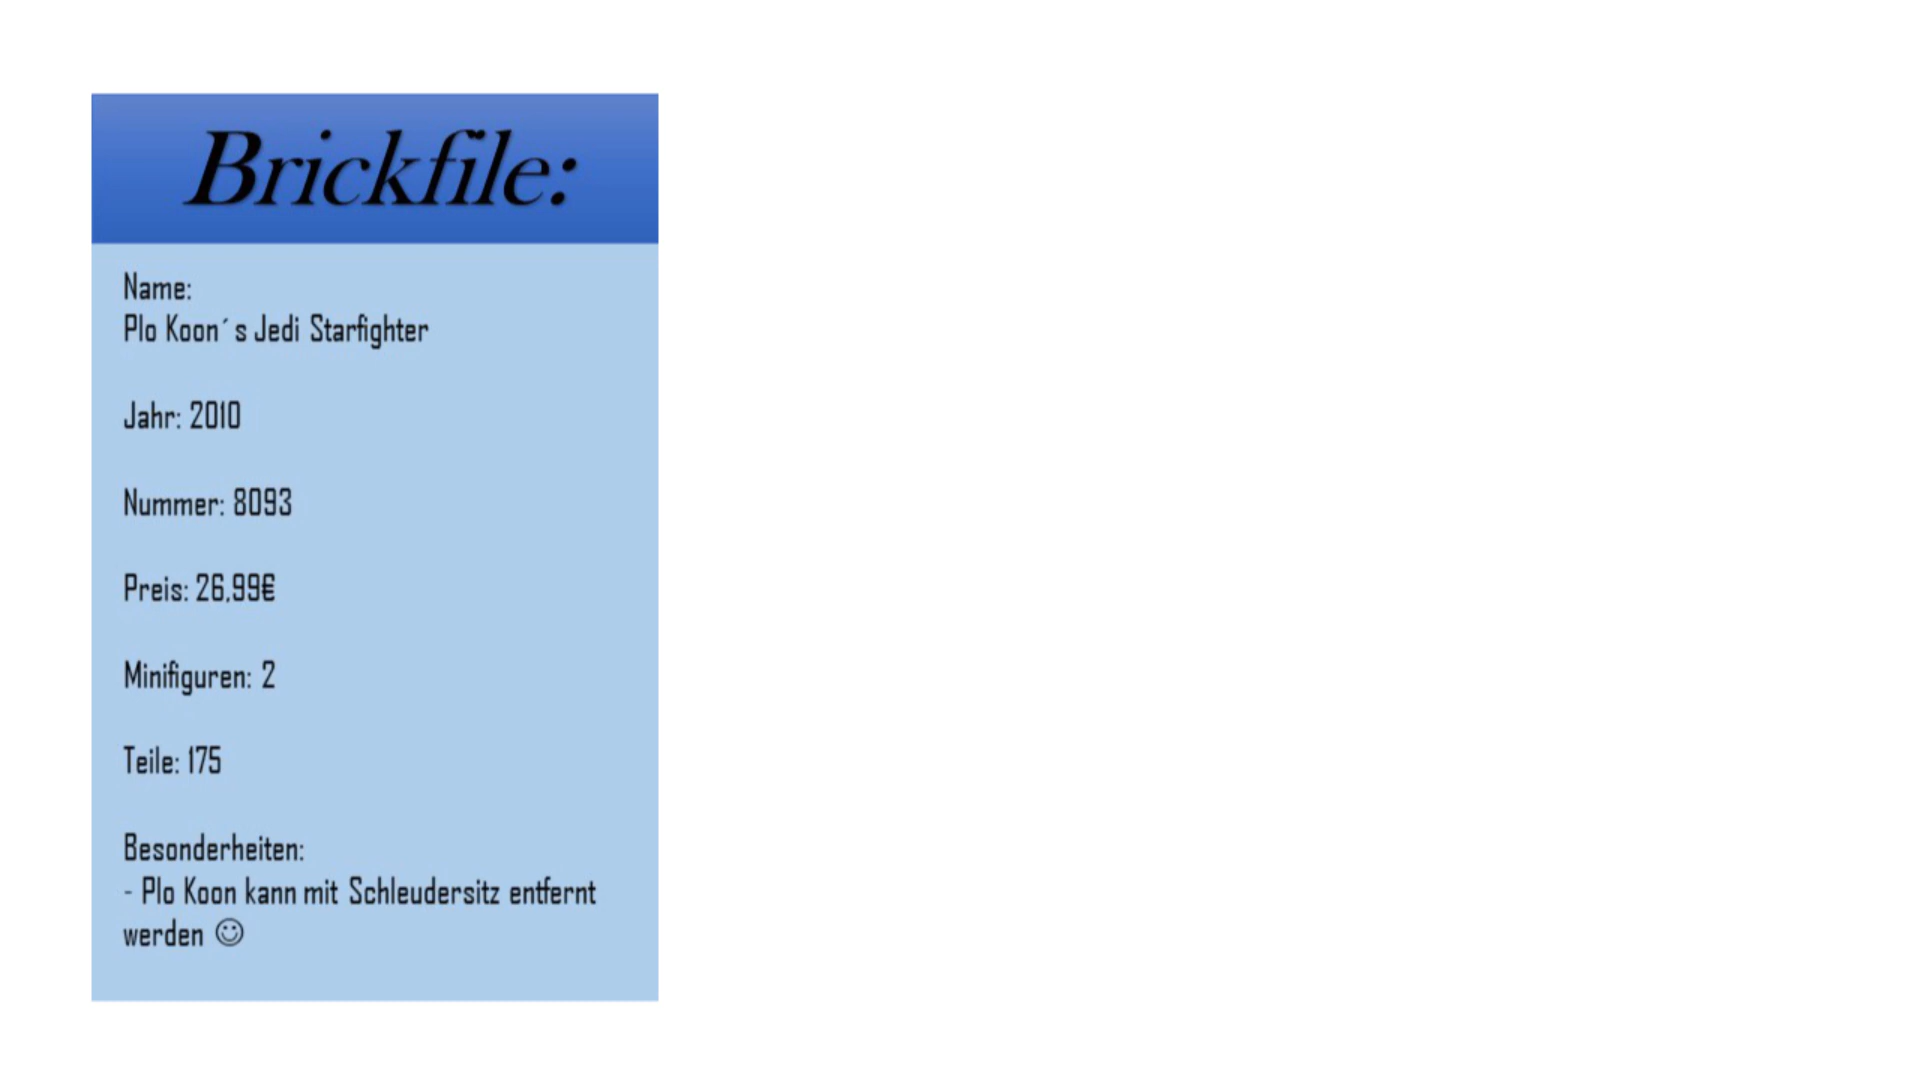 Brickfile:
Name:
Plo Koon´s Jedi Starfighter
Jahr: 2010
Nummer: 8093
Preis: 26,99€
Minifiguren: 2
Teile: 175
Besonderheiten:
- Plo Koon kann mit Schleudersitz entfernt
werden ☺